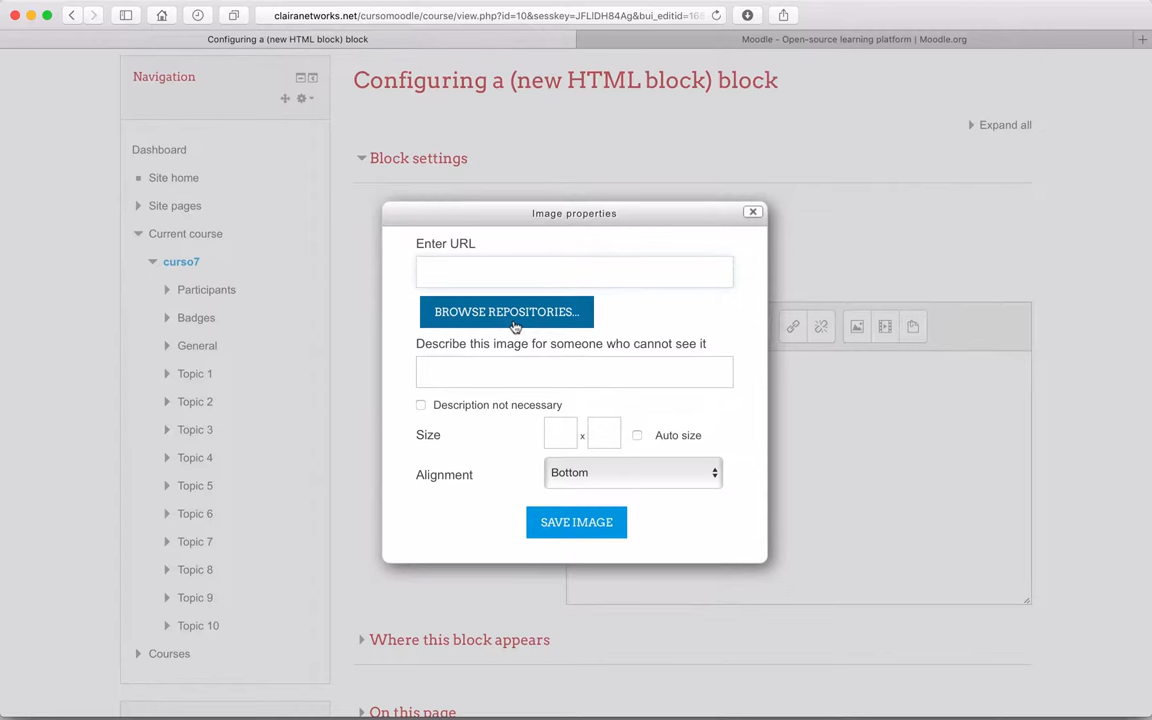 clairanetworks.net/cursomoodle/course/view.php?id=10&sesskey=JFLIDH84Ag&bui_editid=16
Configuring a (new HTML block) block
Moodle - Open-source learning platform | Moodle.org
Navigation
Dashboard
Site home
Site pages
Current course
curso7
Participants
Badges
General
Topic 1
Topic 2
Topic 3
Topic 4
Topic 5
Topic 6
Topic 7
Topic 8
Topic 9
Topic 10
Courses
Configuring a (new HTML block) block
Expand all
Block settings
Image properties
Enter URL
BROWSE REPOSITORIES...
Describe this image for someone who cannot see it
Description not necessary
Size
x
Auto size
Alignment
Bottom
SAVE IMAGE
Where this block appears
On this page